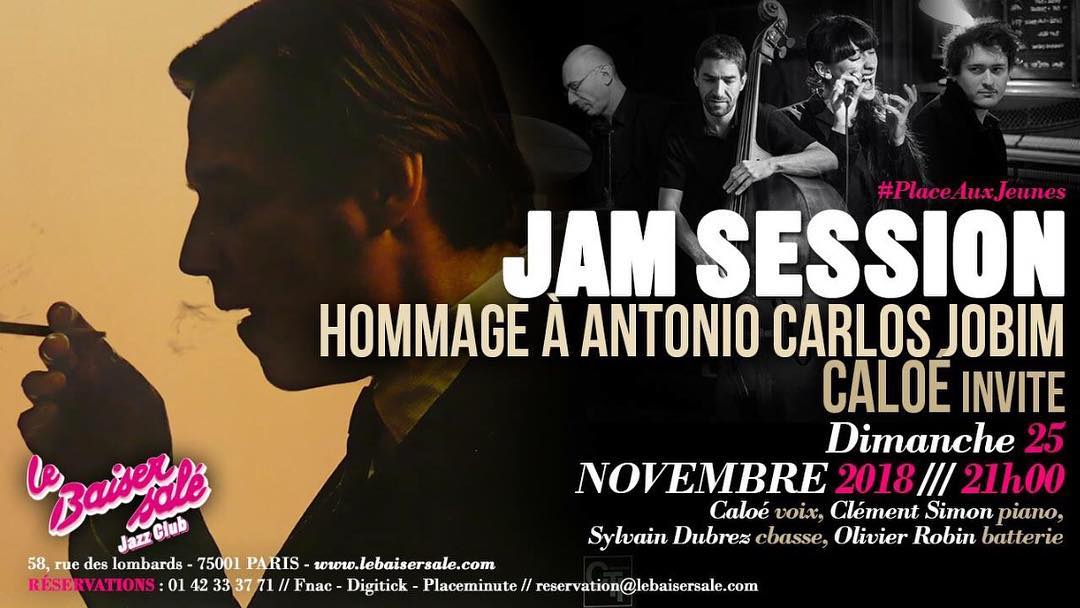 #PlaceAuxJeunes
JAM SESSION
HOMMAGE À ANTONIO CARLOS JOBIM
CALOÉ INVITE
Dimanche 25
NOVEMBRE 2018 /// 21h00
Caloé voix, Clément Simon piano,
Sylvain Dubrez cbasse, Olivier Robin batterie
Le
Baiser
salé
Jazz Club
58, rue des lombards - 75001 PARIS - www.lebaisersale.com
RÉSERVATIONS : 01 42 33 37 71 // Fnac - Digitick - Placeminute // reservation@lebaisersale.com